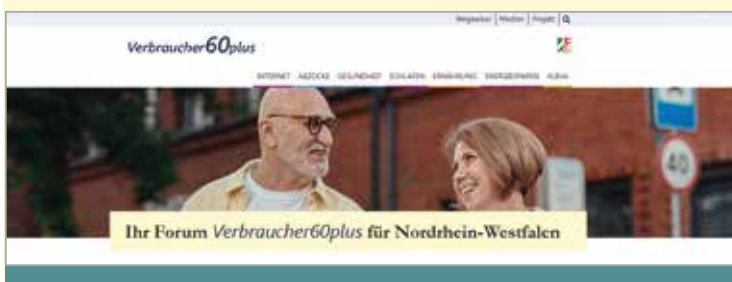 Wegweiser | Medien | Projekt |
Verbraucher60plus
INTERNET ABZOCKE GESUNDHEIT SCHLAFEN ERNÄHRUNG ENERGIESPAREN KLIMA
40
Ihr Forum Verbraucher60plus für Nordrhein-Westfalen